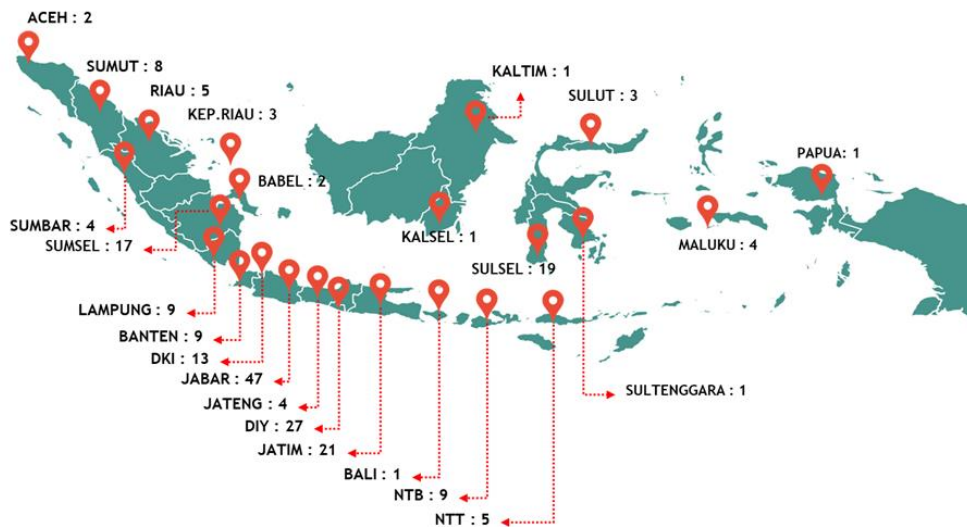 ACEH : 2
SUMUT : 8
RIAU : 5
KEP.RIAU : 3
KALTIM : 1
SULUT : 3
PAPUA: 1
BABEL : 2
SUMBAR : 4
SUMSEL : 17
KALSEL : 1
SULSEL : 19
MALUKU : 4
LAMPUNG : 9
BANTEN : 9
DKI : 13
JABAR : 47
JATENG : 4
DIY : 27
JATIM : 21
BALI : 1
NTB : 9
NTT : 5
SULTENGGARA : 1